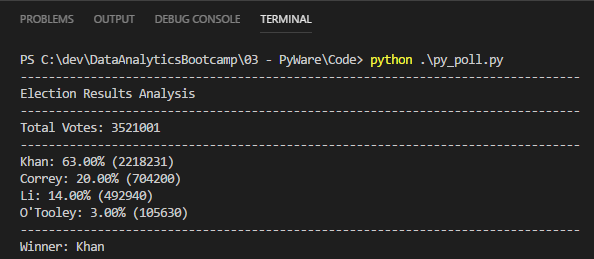 PROBLEMS OUTPUT DEBUG CONSOLE TERMINAL
PS C:\dev\DataAnalyticsBootcamp\03 - PyWare\Code> python .\py_poll.py
--------------------------------------------------------------------------------
Election Results Analysis
--------------------------------------------------------------------------------
Total Votes: 3521001
--------------------------------------------------------------------------------
Khan: 63.00% (2218231)
Correy: 20.00% (704200)
Li: 14.00% (492940)
O'Tooley: 3.00% (105630)
--------------------------------------------------------------------------------
Winner: Khan